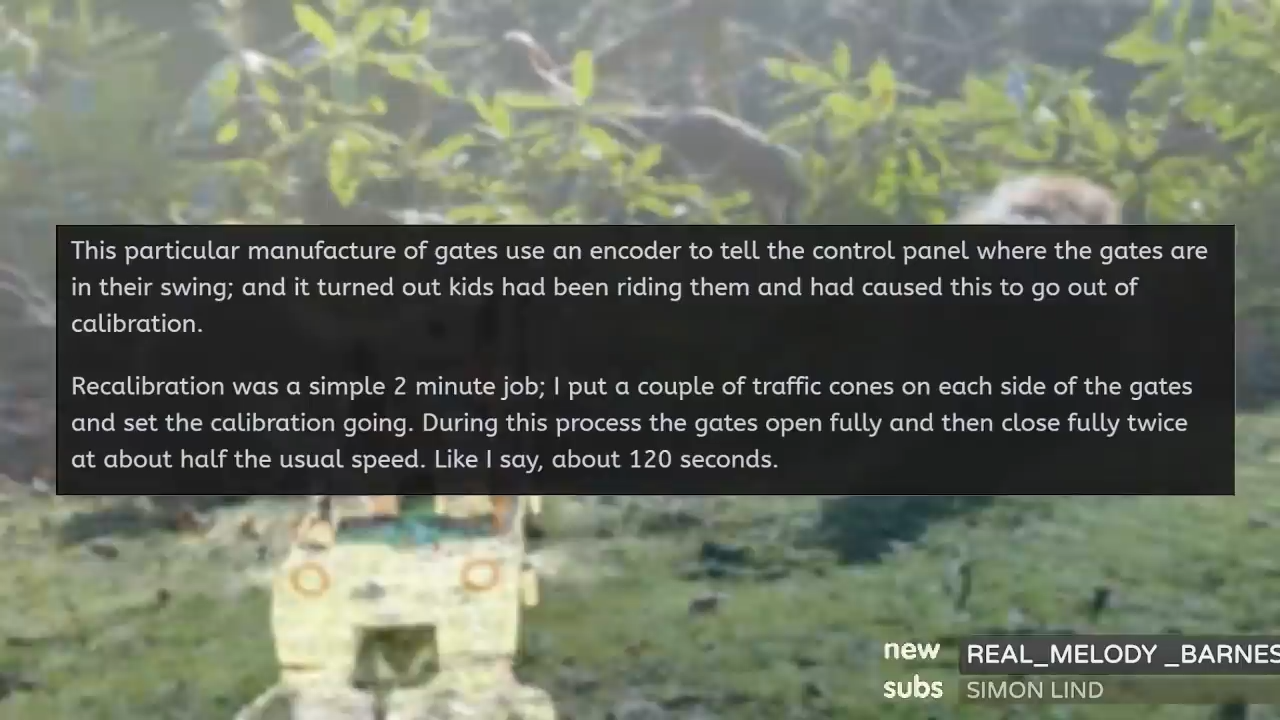 This particular manufacture of gates use an encoder to tell the control panel where the gates are
in their swing; and it turned out kids had been riding them and had caused this to go out of
calibration.
Recalibration was a simple 2 minute job; I put a couple of traffic cones on each side of the gates
and set the calibration going. During this process the gates open fully and then close fully twice
at about half the usual speed. Like I say, about 120 seconds.
new REAL_MELODY _BARNES
subs SIMON LIND